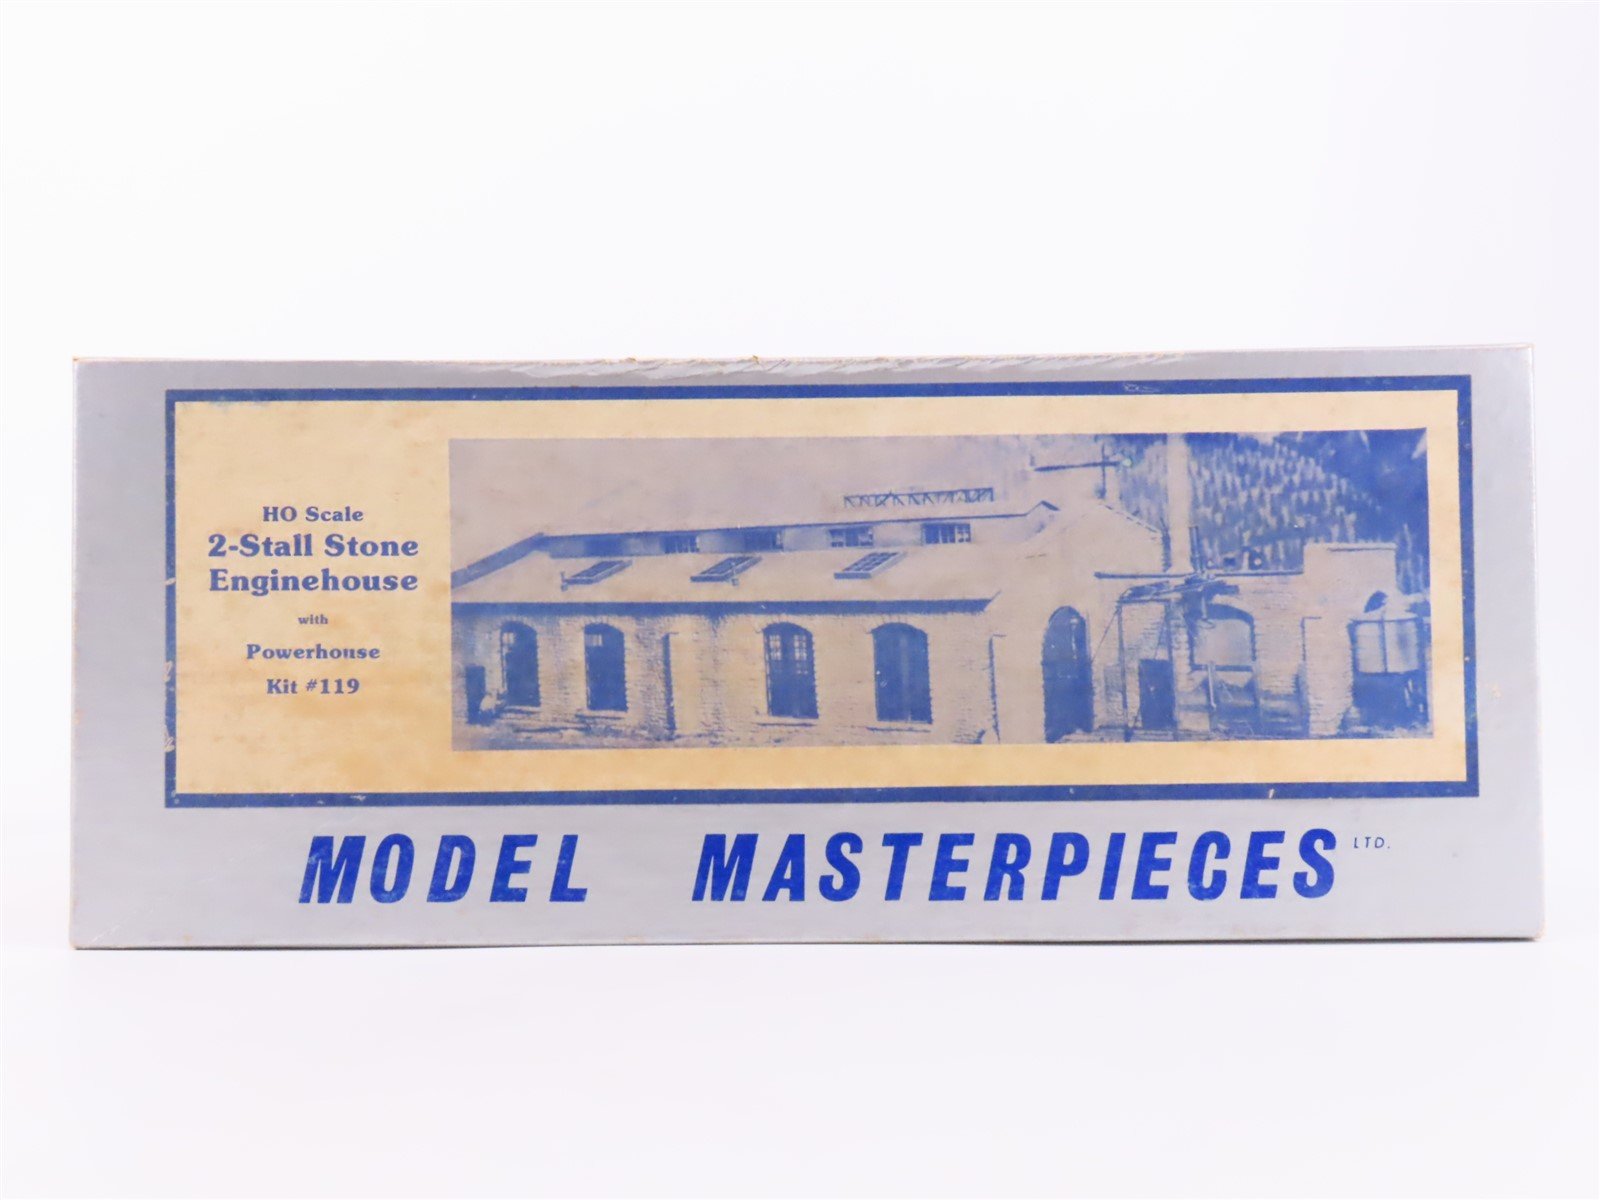 HO Scale
2-Stall Stone
Enginehouse
with
Powerhouse
Kit #119
MODEL MASTERPIECES LTD.